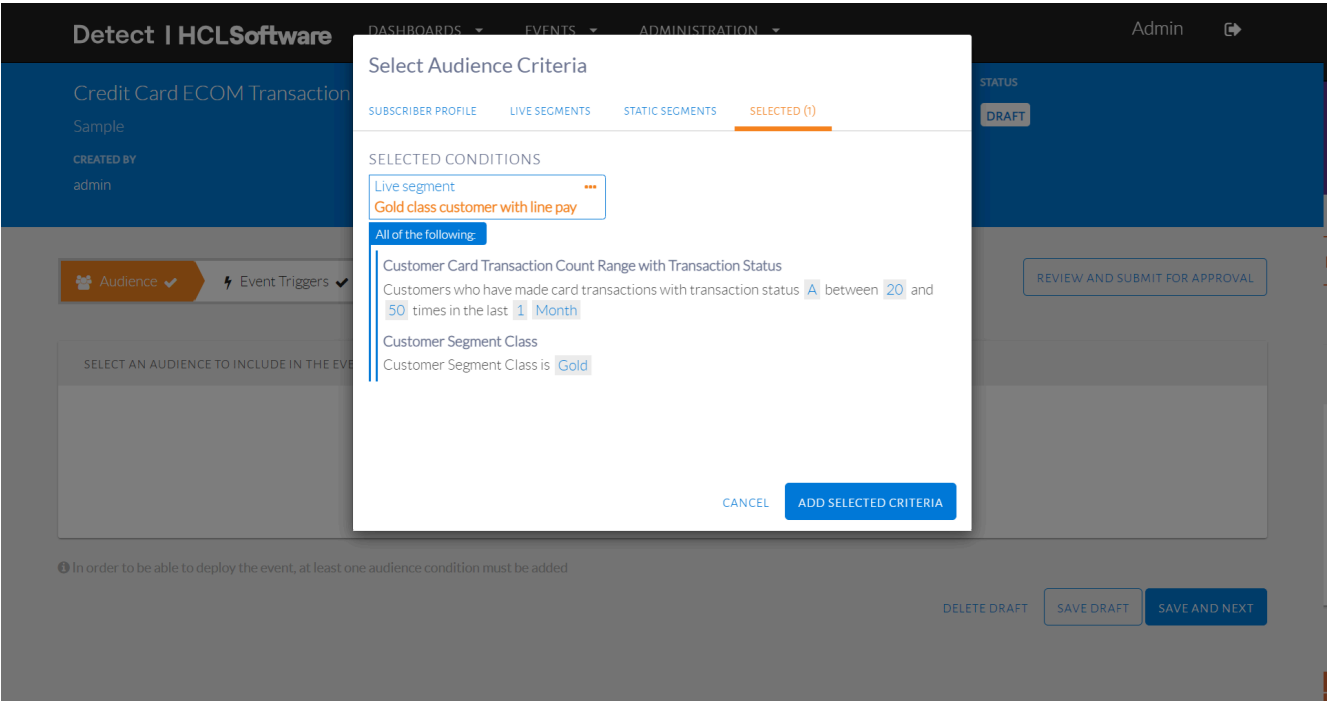 Detect | HCLSoftware
DASHBOARDS EVENTS ADMINISTRATION
Admin
Credit Card ECOM Transaction
Sample
CREATED BY
admin
STATUS
DRAFT
Select Audience Criteria
SUBSCRIBER PROFILE LIVE SEGMENTS STATIC SEGMENTS SELECTED (1)
SELECTED CONDITIONS
Live segment
Gold class customer with line pay
All of the following:
Customer Card Transaction Count Range with Transaction Status
Customers who have made card transactions with transaction status A between 20 and
50 times in the last 1 Month
Customer Segment Class
Customer Segment Class is Gold
CANCEL ADD SELECTED CRITERIA
Audience Event Triggers
REVIEW AND SUBMIT FOR APPROVAL
SELECT AN AUDIENCE TO INCLUDE IN THE EVE
In order to be able to deploy the event, at least one audience condition must be added
DELETE DRAFT SAVE DRAFT SAVE AND NEXT